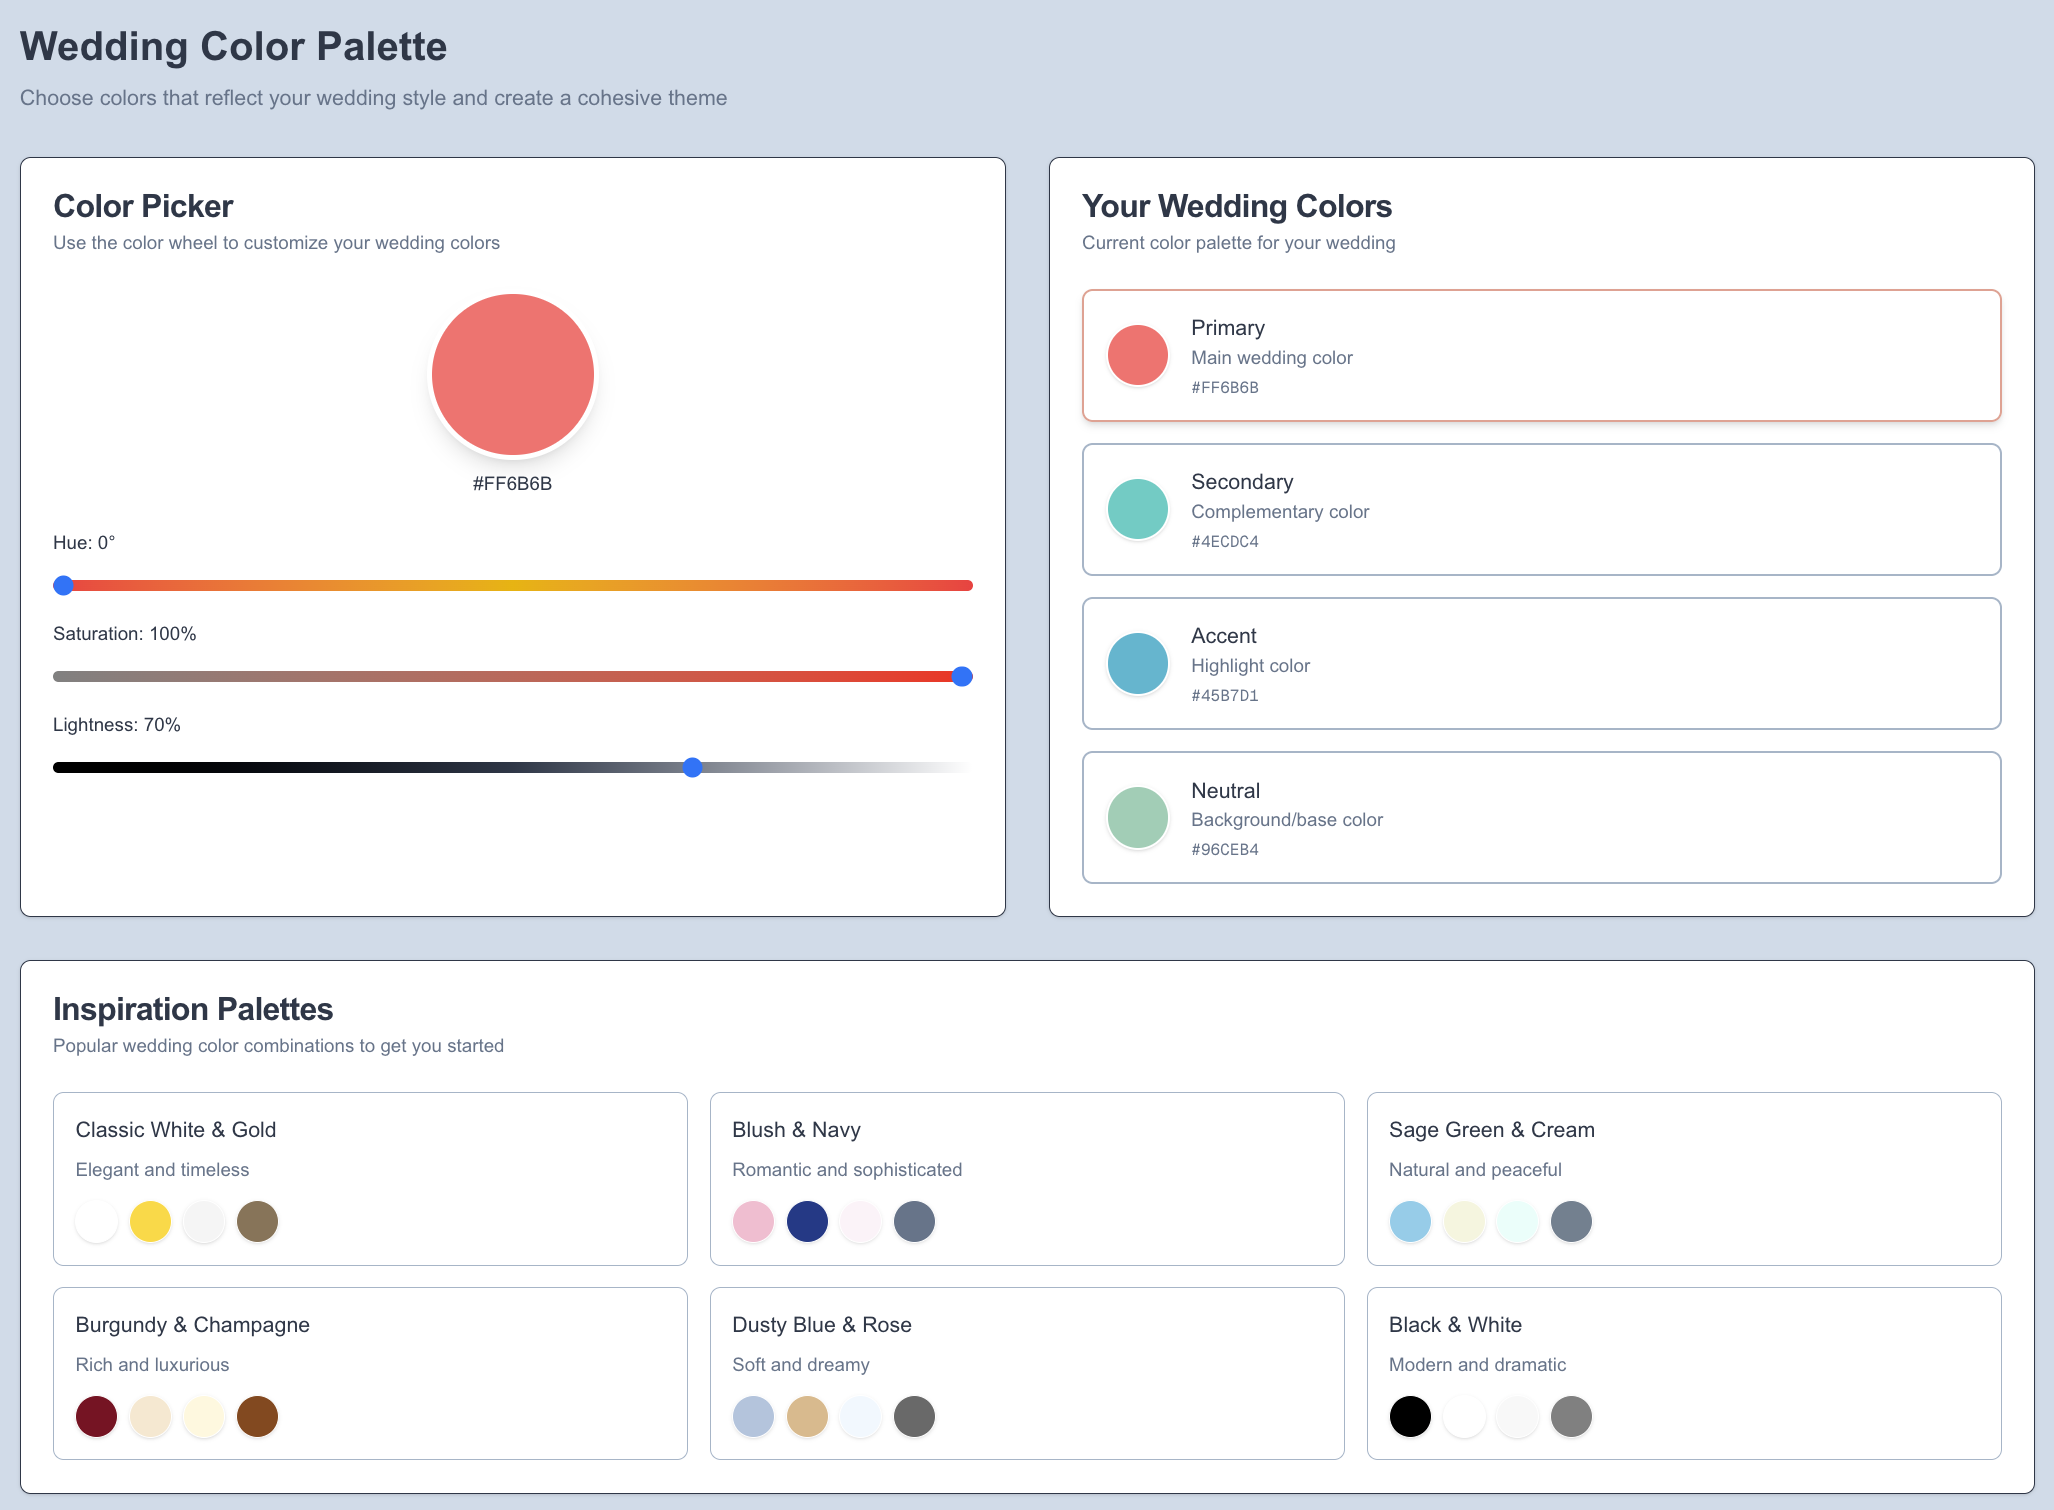 Wedding Color Palette
Choose colors that reflect your wedding style and create a cohesive theme
Color Picker
Use the color wheel to customize your wedding colors
#FF6B6B
Hue: 0°
Saturation: 100%
Lightness: 70%
Your Wedding Colors
Current color palette for your wedding
Primary
Main wedding color
#FF6B6B
Secondary
Complementary color
#4ECDC4
Accent
Highlight color
#45B7D1
Neutral
Background/base color
#96CEB4
Inspiration Palettes
Popular wedding color combinations to get you started
Classic White & Gold
Elegant and timeless
Blush & Navy
Romantic and sophisticated
Sage Green & Cream
Natural and peaceful
Burgundy & Champagne
Rich and luxurious
Dusty Blue & Rose
Soft and dreamy
Black & White
Modern and dramatic